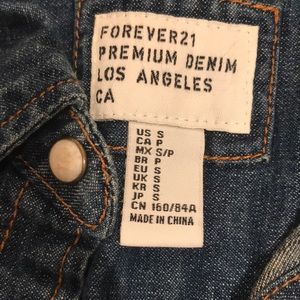 FOREVER21
PREMIUM DENIM
LOS ANGELES
CA
US S
CA P
MX S/P
BR P
EU S
UK S
KR S
JP S
CN 160/84A
MADE IN CHINA